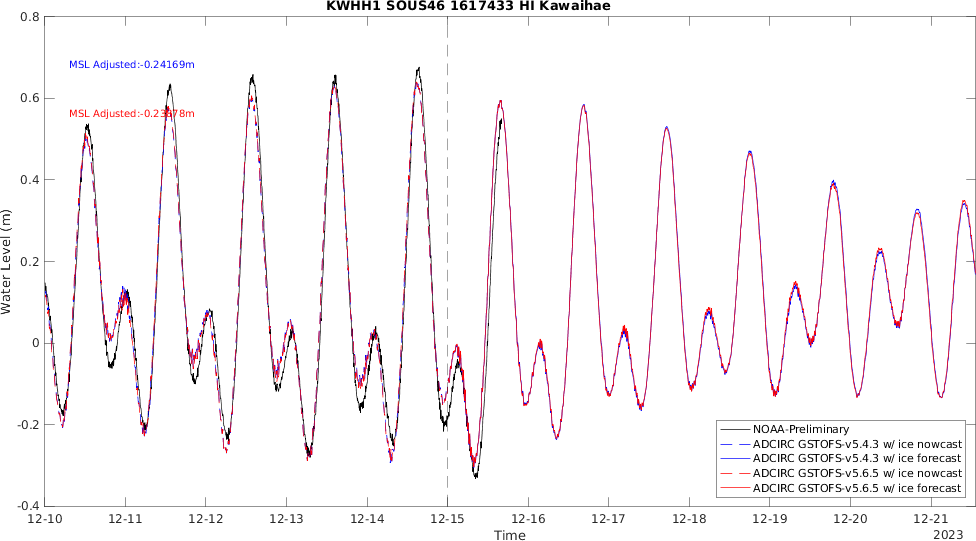 KWHH1 SOUS46 1617433 HI Kawaihae
Water Level (m)
0.8
0.6
0.4
0.2
0
-0.2
-0.4
MSL Adjusted:-0.24169m
MSL Adjusted:-0.23678m
NOAA-Preliminary
ADCIRC GSTOFS-v5.4.3 w/ ice nowcast
ADCIRC GSTOFS-v5.4.3 w/ ice forecast
ADCIRC GSTOFS-v5.6.5 w/ ice nowcast
ADCIRC GSTOFS-v5.6.5 w/ ice forecast
12-10 12-11 12-12 12-13 12-14 12-15 12-16 12-17 12-18 12-19 12-20 12-21
Time
2023